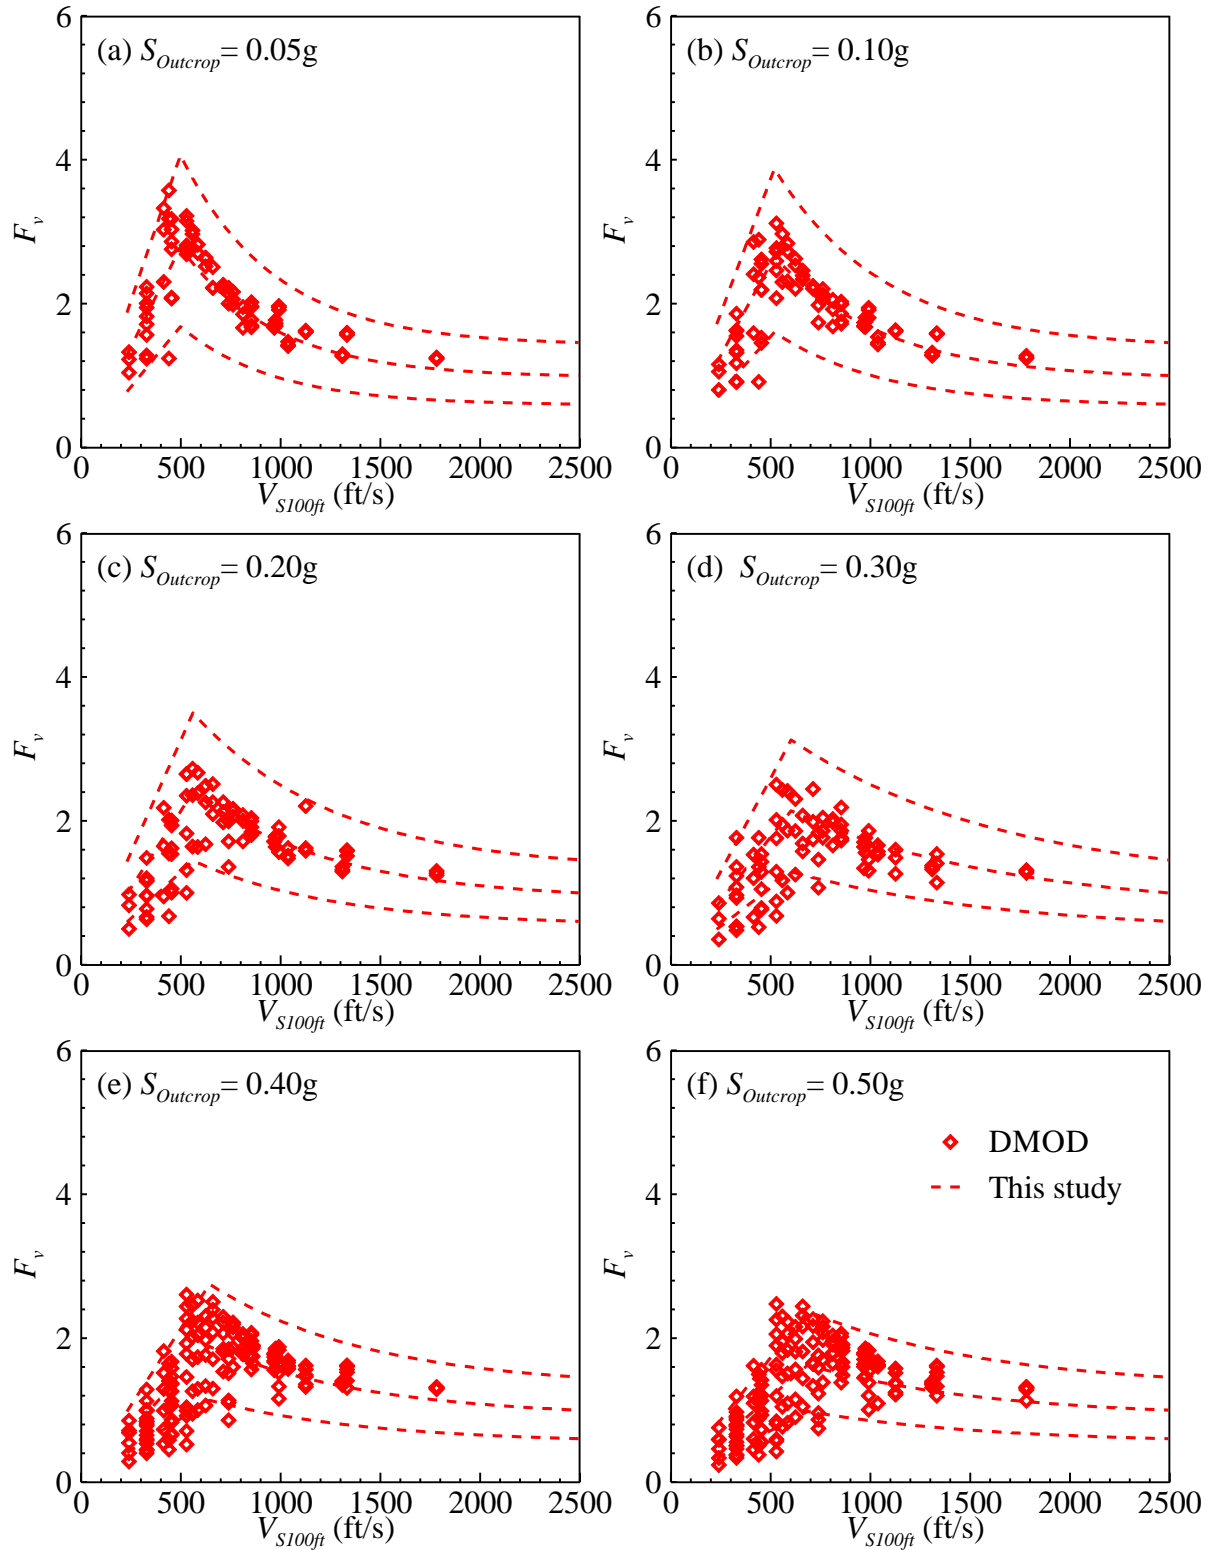 (a) S_Outcrop = 0.05g
6
4
2
0
F_v
0 500 1000 1500 2000 2500
V_S100ft (ft/s)
(b) S_Outcrop = 0.10g
6
4
2
0
F_v
0 500 1000 1500 2000 2500
V_S100ft (ft/s)
(c) S_Outcrop = 0.20g
6
4
2
0
F_v
0 500 1000 1500 2000 2500
V_S100ft (ft/s)
(d) S_Outcrop = 0.30g
6
4
2
0
F_v
0 500 1000 1500 2000 2500
V_S100ft (ft/s)
(e) S_Outcrop = 0.40g
6
4
2
0
F_v
0 500 1000 1500 2000 2500
V_S100ft (ft/s)
(f) S_Outcrop = 0.50g
DMOD
This study
6
4
2
0
F_v
0 500 1000 1500 2000 2500
V_S100ft (ft/s)